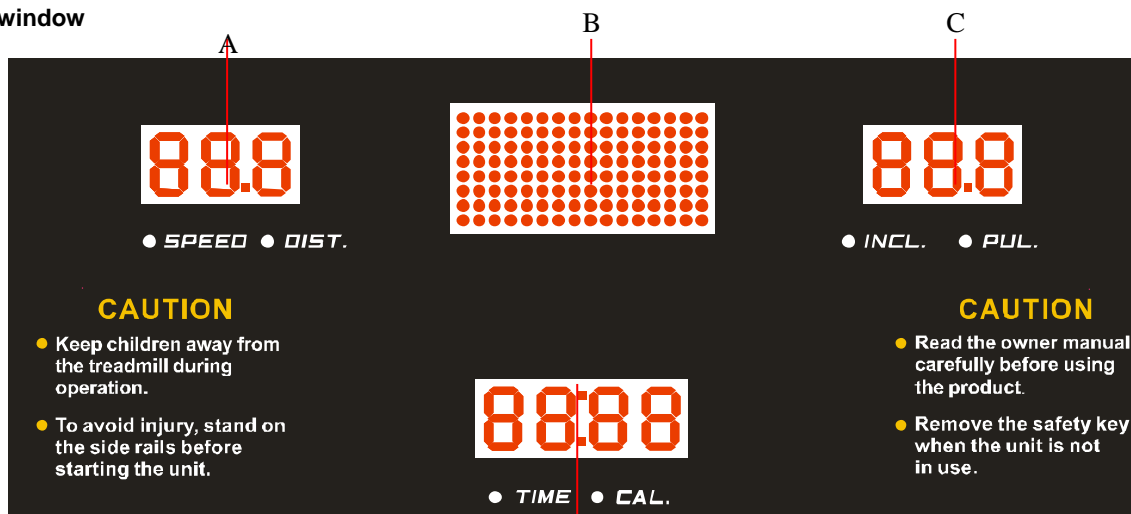 window
A
B
C
88.8
88.8
SPEED DIST.
INCL. PUL.
CAUTION
Keep children away from
the treadmill during
operation.
To avoid injury, stand on
the side rails before
starting the unit.
CAUTION
Read the owner manual
carefully before using
the product.
Remove the safety key
when the unit is not
in use.
88:88
TIME CAL.